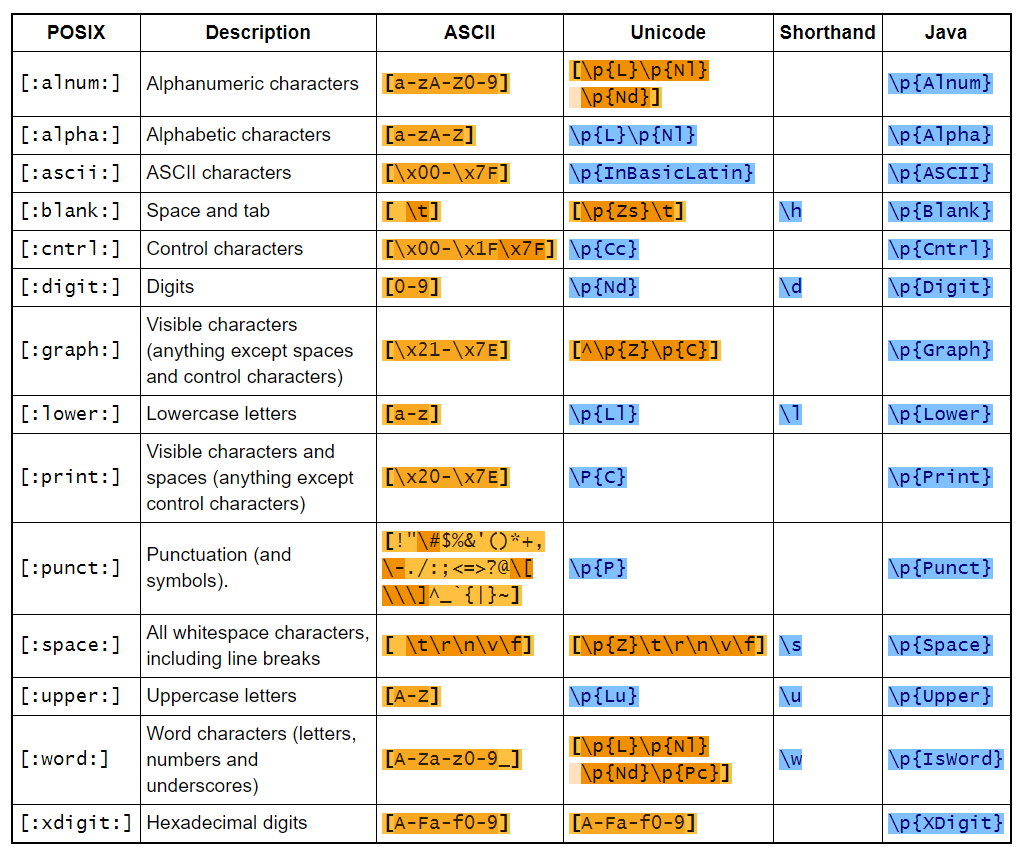 POSIX Description ASCII Unicode Shorthand Java
[:alnum:] Alphanumeric characters [a-zA-Z0-9] [\p{L}\p{Nl}
\p{Nd}] \p{Alnum}
[:alpha:] Alphabetic characters [a-zA-Z] \p{L}\p{Nl} \p{Alpha}
[:ascii:] ASCII characters [\x00-\x7F] \p{InBasicLatin} \p{ASCII}
[:blank:] Space and tab [ \t] [\p{Zs}\t] \h \p{Blank}
[:cntrl:] Control characters [\x00-\x1F\x7F] \p{Cc} \p{Cntrl}
[:digit:] Digits [0-9] \p{Nd} \d \p{Digit}
[:graph:] Visible characters
(anything except spaces
and control characters) [\x21-\x7E] [^\p{Z}\p{C}] \p{Graph}
[:lower:] Lowercase letters [a-z] \p{Ll} \l \p{Lower}
[:print:] Visible characters and
spaces (anything except
control characters) [\x20-\x7E] \P{C} \p{Print}
[:punct:] Punctuation (and
symbols). [!"\#$%&'()*+,
\-./:;<=>?@\[
\\\]^_`{|}~] \p{P} \p{Punct}
[:space:] All whitespace characters,
including line breaks [ \t\r\n\v\f] [\p{Z}\t\r\n\v\f] \s \p{Space}
[:upper:] Uppercase letters [A-Z] \p{Lu} \u \p{Upper}
[:word:] Word characters (letters,
numbers and
underscores) [A-Za-z0-9_] [\p{L}\p{Nl}
\p{Nd}\p{Pc}] \w \p{IsWord}
[:xdigit:] Hexadecimal digits [A-Fa-f0-9] [A-Fa-f0-9] \p{XDigit}